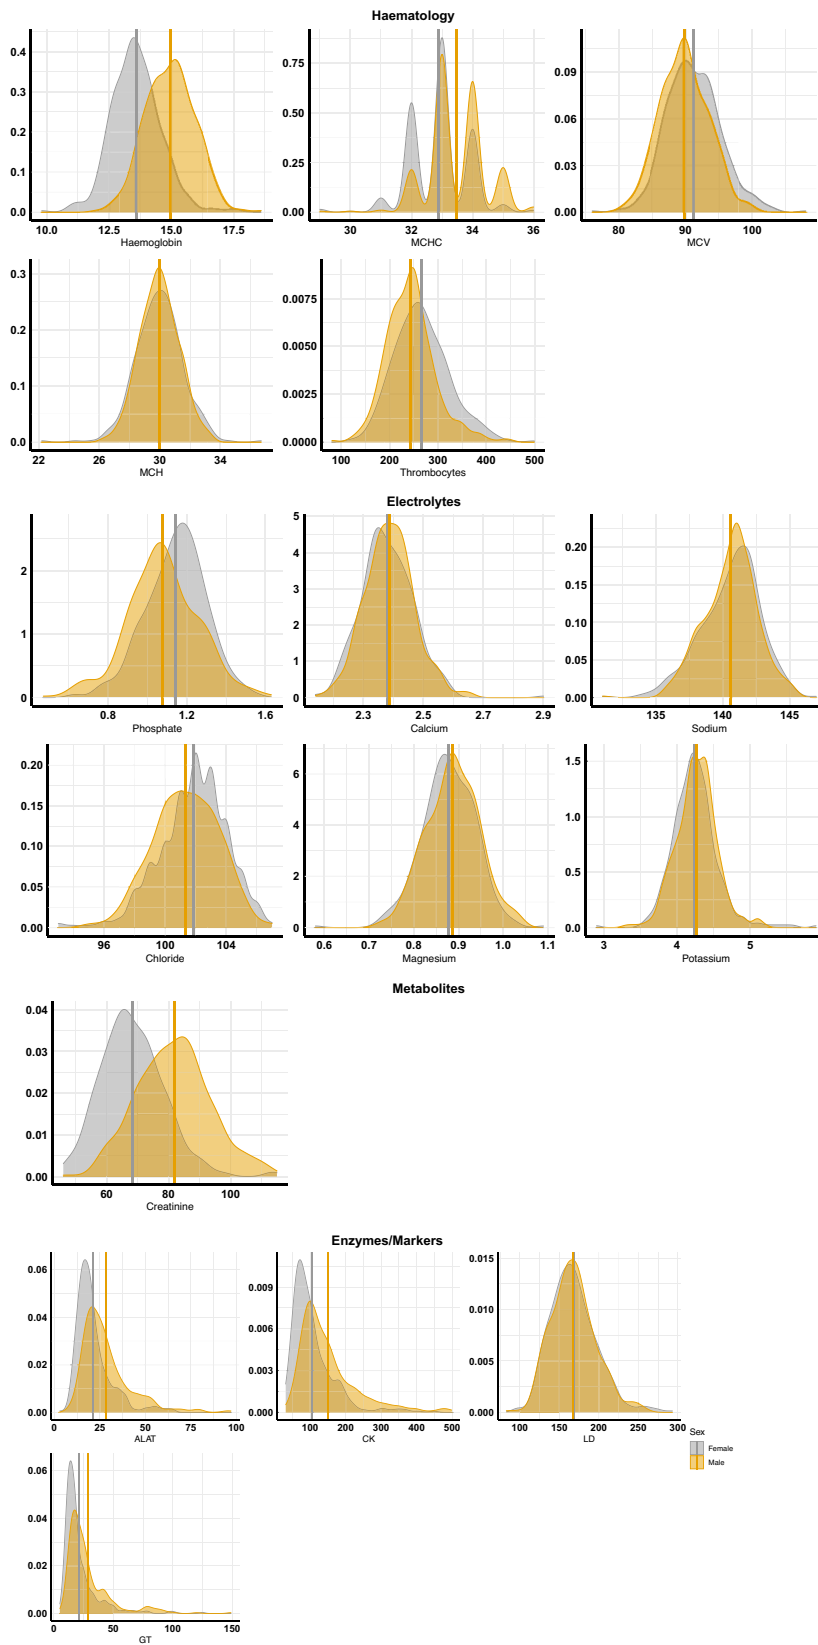 Haematology
0.4
0.3
0.2
0.1
0.0
10.0 12.5 15.0 17.5
Haemoglobin
0.75
0.50
0.25
0.00
30 32 34 36
MCHC
0.09
0.06
0.03
0.00
80 90 100
MCV
0.3
0.2
0.1
0.0
22 26 30 34
MCH
0.0075
0.0050
0.0025
0.0000
100 200 300 400 500
Thrombocytes
Electrolytes
2
1
0
0.8 1.2 1.6
Phosphate
5
4
3
2
1
0
2.3 2.5 2.7 2.9
Calcium
0.20
0.15
0.10
0.05
0.00
135 140 145
Sodium
0.20
0.15
0.10
0.05
0.00
96 100 104
Chloride
6
4
2
0
0.6 0.7 0.8 0.9 1.0 1.1
Magnesium
1.5
1.0
0.5
0.0
3 4 5
Potassium
Metabolites
0.04
0.03
0.02
0.01
0.00
60 80 100
Creatinine
Enzymes/Markers
0.06
0.04
0.02
0.00
0 25 50 75 100
ALAT
0.009
0.006
0.003
0.000
100 200 300 400 500
CK
0.015
0.010
0.005
0.000
100 150 200 250 300
LD
Sex
Female
Male
0.06
0.04
0.02
0.00
0 50 100 150
GT